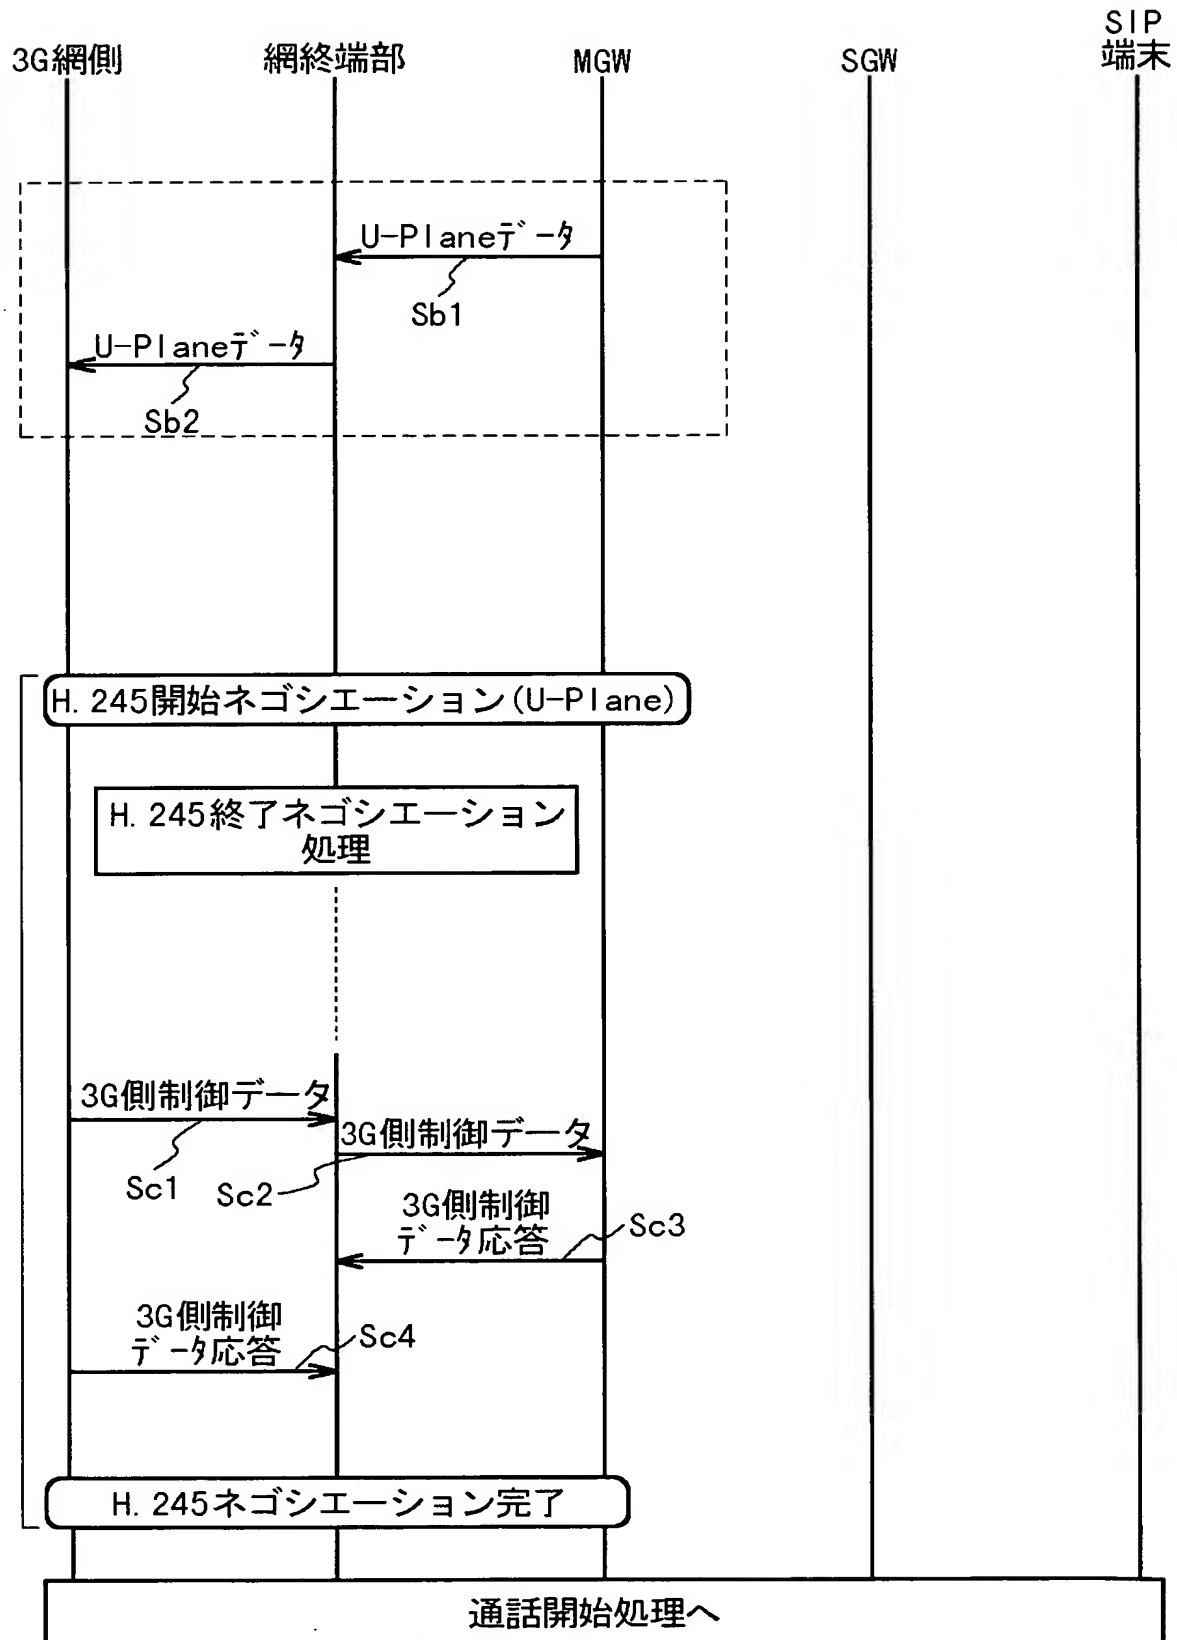 3G網側
網終端部
MGW
SGW
SIP
端末
U-Planeデータ
Sb1
U-Planeデータ
Sb2
H.245開始ネゴシエーション(U-Plane)
H.245終了ネゴシエーション
処理
3G側制御データ
Sc1
3G側制御データ
Sc2
3G側制御
データ応答
Sc3
3G側制御
データ応答
Sc4
H.245ネゴシエーション完了
通話開始処理へ